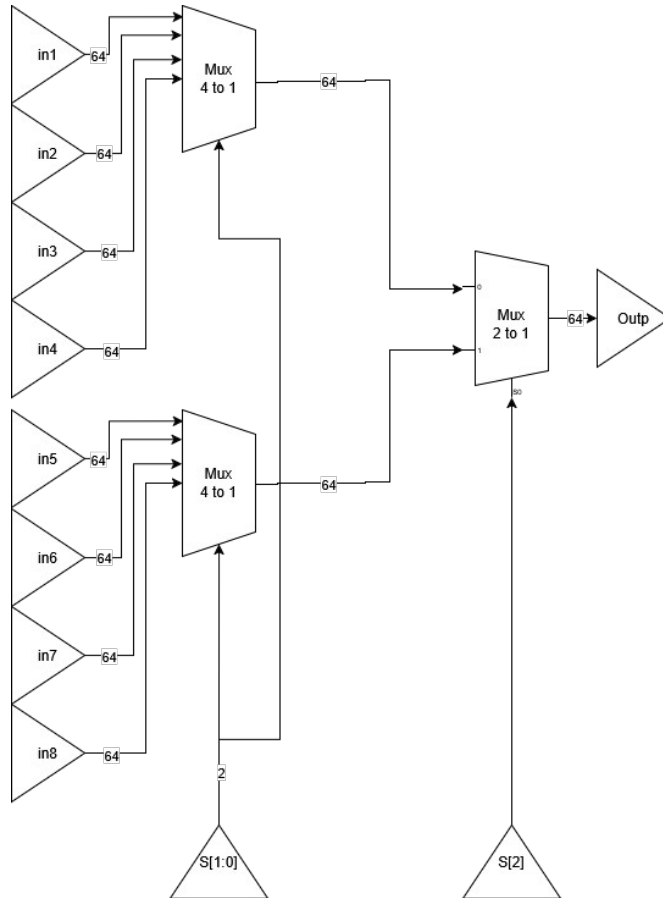 in1
64
in2
64
in3
64
in4
64
Mux
4 to 1
64
in5
64
in6
64
in7
64
in8
64
Mux
4 to 1
64
0
1
Mux
2 to 1
S0
64
Outp
2
S[1:0]
S[2]